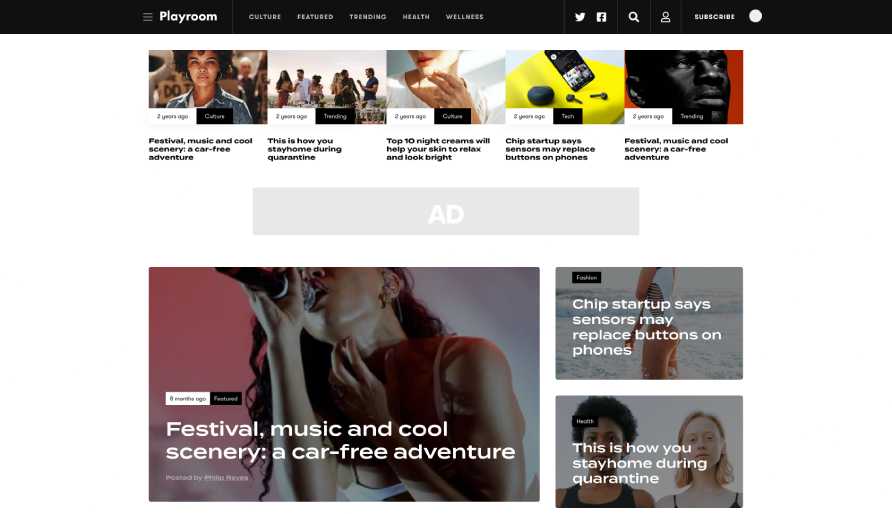 Playroom
CULTURE FEATURED TRENDING HEALTH WELLNESS
SUBSCRIBE
2 years ago Culture
Festival, music and cool
scenery: a car-free
adventure
2 years ago Trending
This is how you
stayhome during
quarantine
2 years ago Culture
Top 10 night creams will
help your skin to relax
and look bright
2 years ago Tech
Chip startup says
sensors may replace
buttons on phones
2 years ago Trending
Festival, music and cool
scenery: a car-free
adventure
AD
8 months ago Featured
Festival, music and cool
scenery: a car-free adventure
Posted by Philip Reyes
Fashion
Chip startup says
sensors may
replace buttons on
phones
Health
This is how you
stayhome during
quarantine